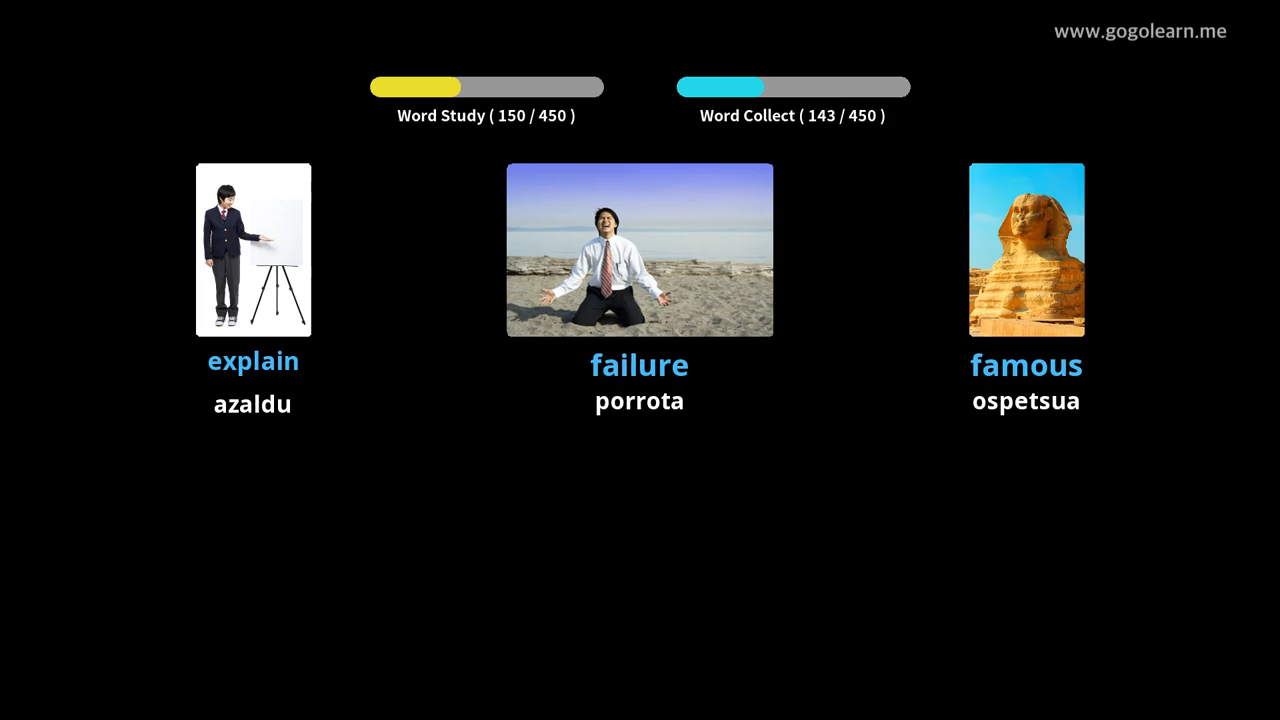 www.gogolearn.me
Word Study ( 150 / 450 )
Word Collect ( 143 / 450 )
explain
azaldu
failure
porrota
famous
ospetsua